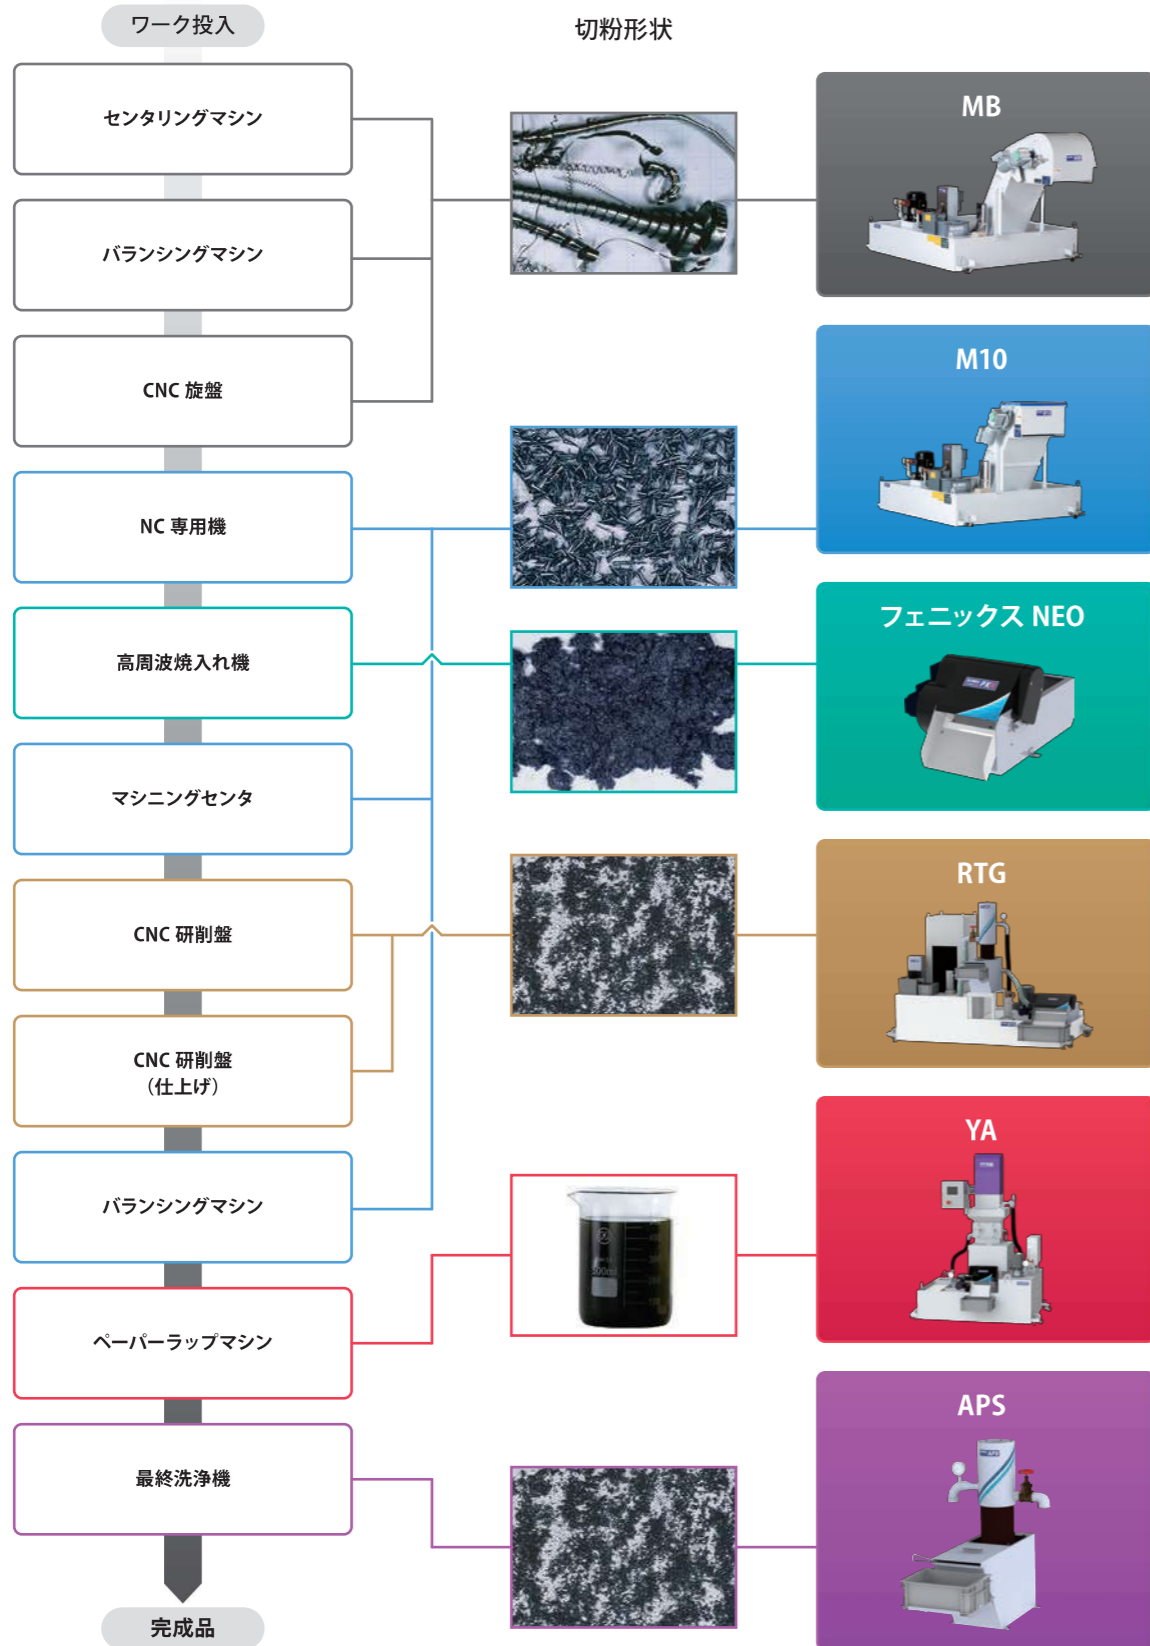 ワーク投入
切粉形状
センタリングマシン
MB
バランシングマシン
CNC 旋盤
M10
NC 専用機
フェニックス NEO
高周波焼入れ機
マシニングセンタ
RTG
CNC 研削盤
CNC 研削盤
（仕上げ）
YA
バランシングマシン
ペーパーラップマシン
APS
最終洗浄機
完成品